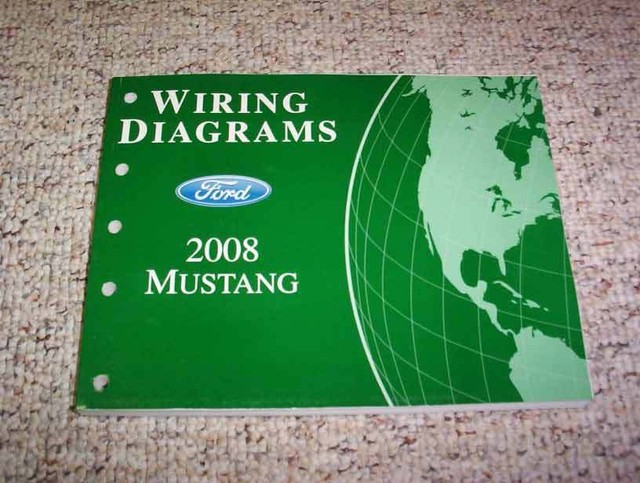 WIRING
DIAGRAMS
Ford
2008
MUSTANG